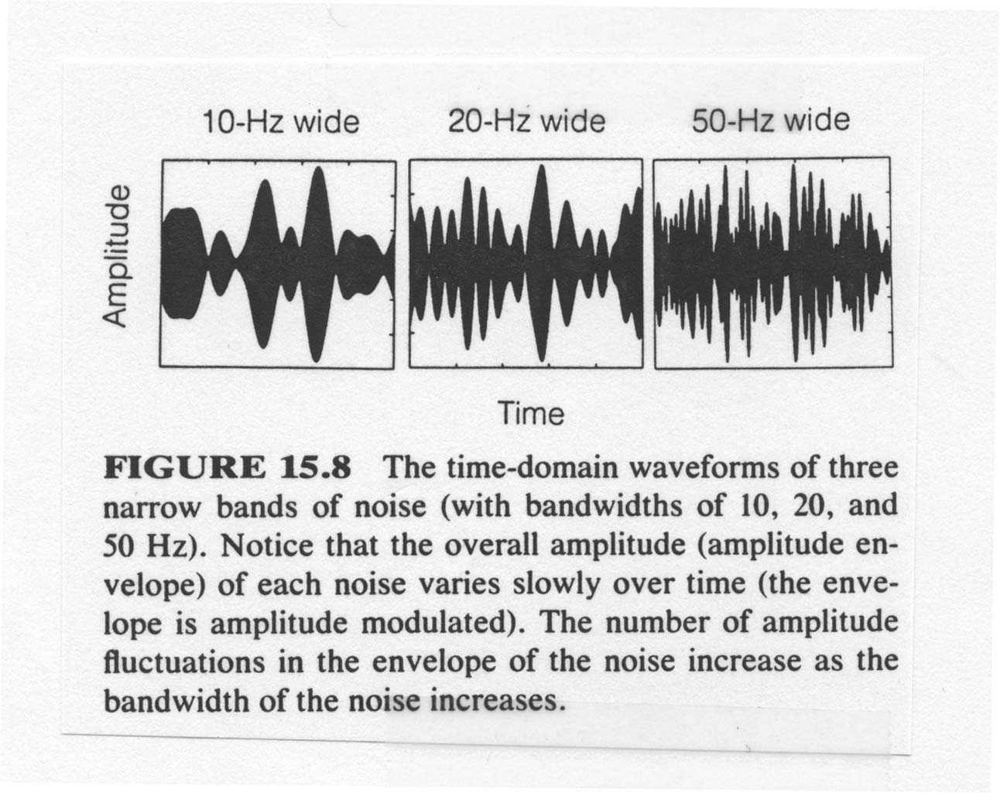 10-Hz wide 20-Hz wide 50-Hz wide
Amplitude
Time
FIGURE 15.8 The time-domain waveforms of three
narrow bands of noise (with bandwidths of 10, 20, and
50 Hz). Notice that the overall amplitude (amplitude en-
velope) of each noise varies slowly over time (the enve-
lope is amplitude modulated). The number of amplitude
fluctuations in the envelope of the noise increase as the
bandwidth of the noise increases.